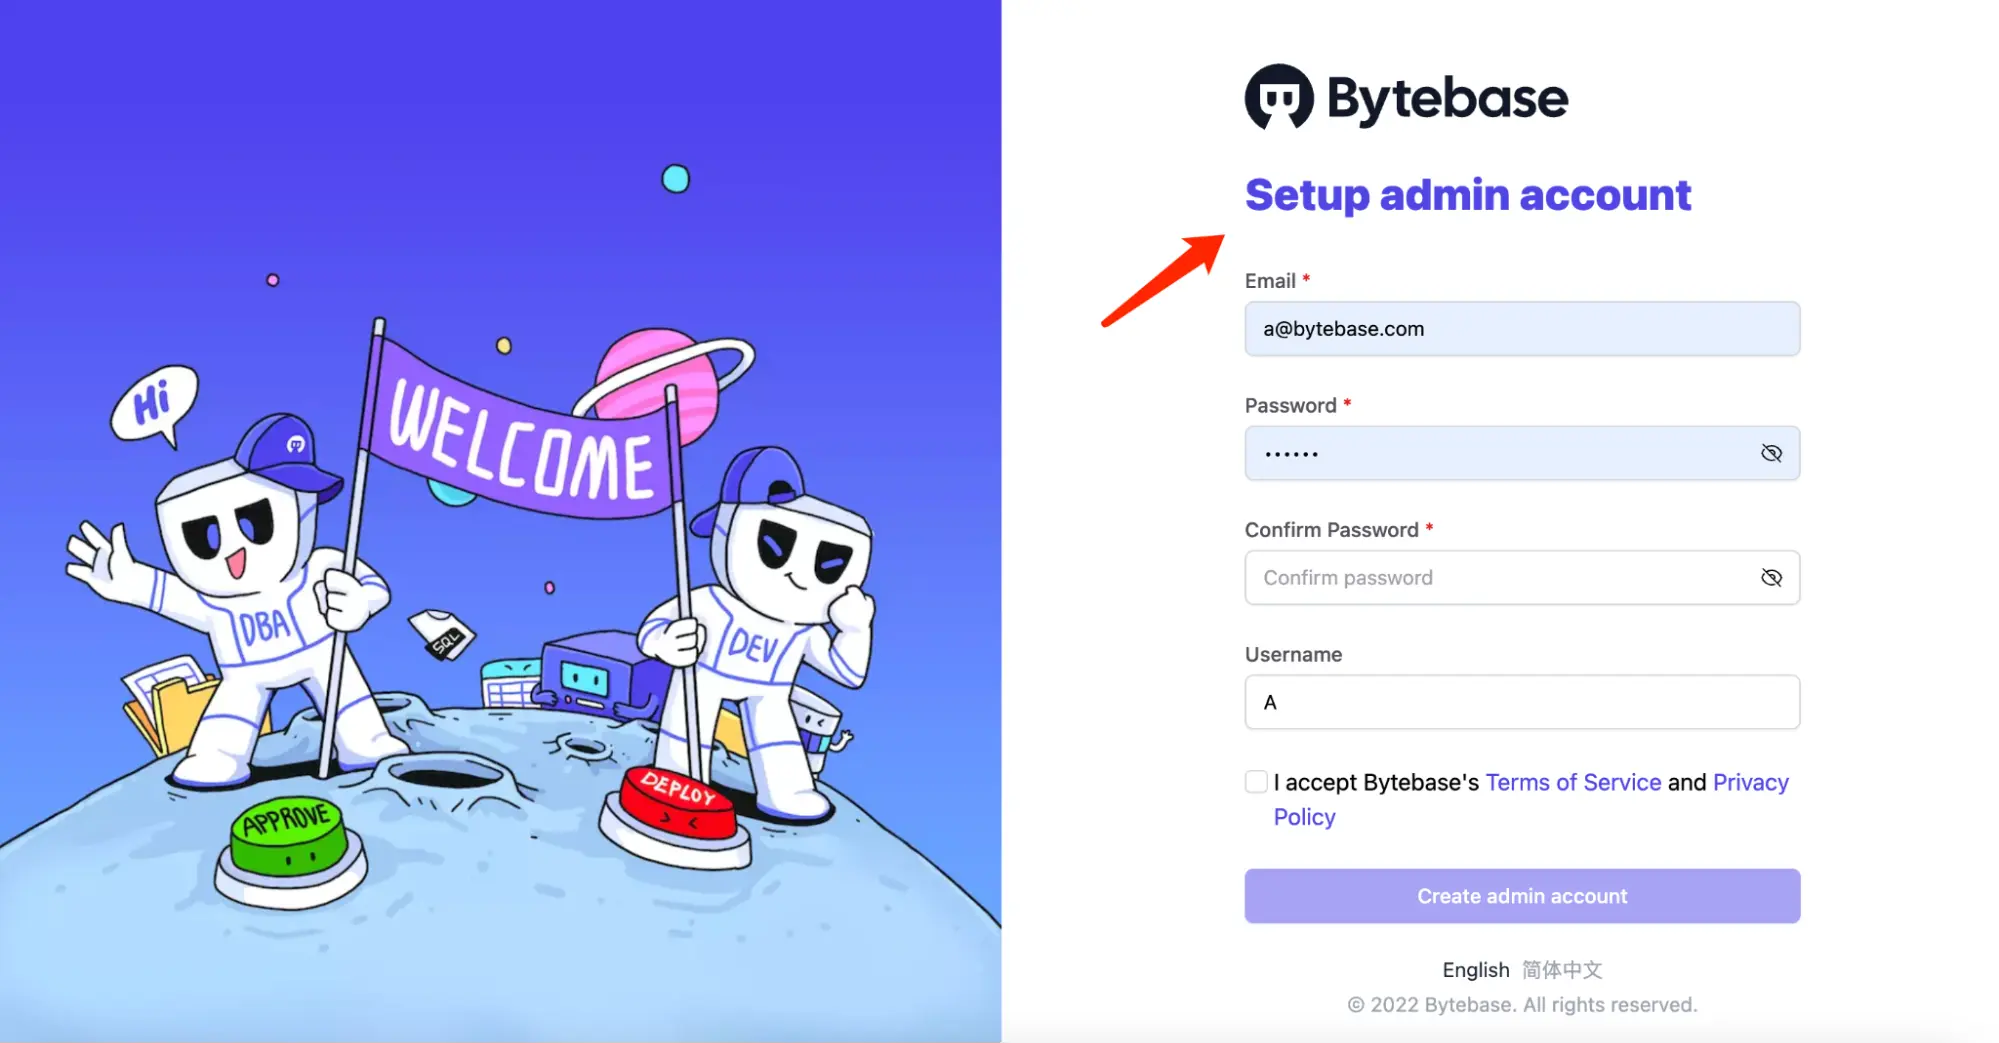 Hi
WELCOME
DBA
SQL
DEV
APPROVE
DEPLOY
Bytebase
Setup admin account
Email *
a@bytebase.com
Password *
••••••
Confirm Password *
Confirm password
Username
A
I accept Bytebase's Terms of Service and Privacy
Policy
Create admin account
English 简体中文
© 2022 Bytebase. All rights reserved.